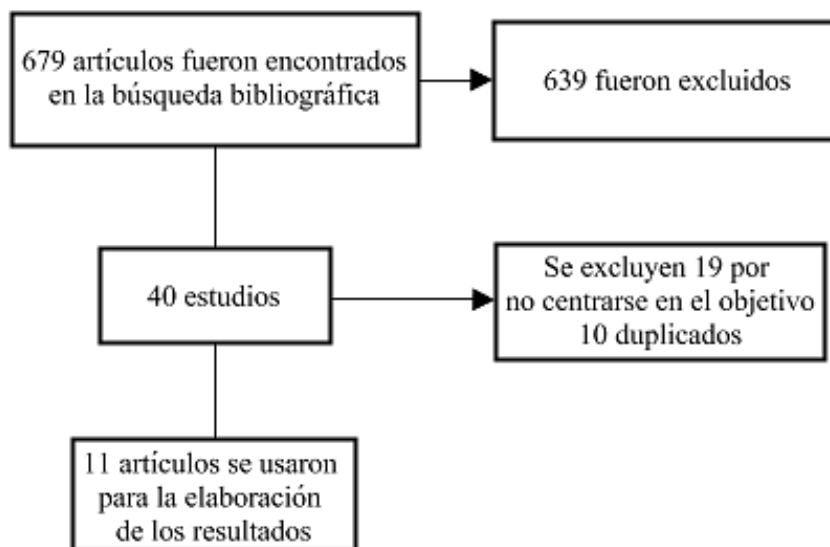 679 artículos fueron encontrados
en la búsqueda bibliográfica
639 fueron excluidos
40 estudios
Se excluyen 19 por
no centrarse en el objetivo
10 duplicados
11 artículos se usaron
para la elaboración
de los resultados